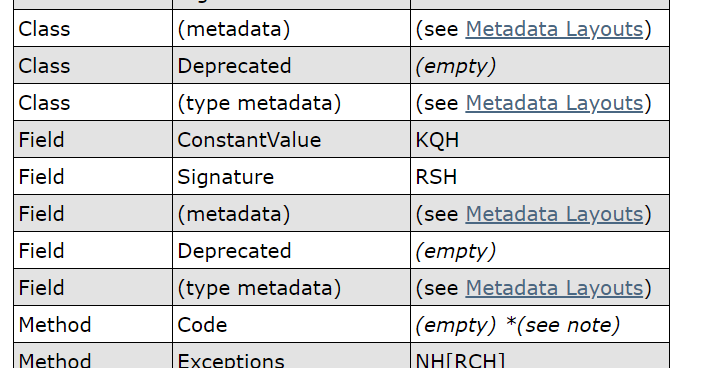 Class (metadata) (see Metadata Layouts)
Class Deprecated (empty)
Class (type metadata) (see Metadata Layouts)
Field ConstantValue KQH
Field Signature RSH
Field (metadata) (see Metadata Layouts)
Field Deprecated (empty)
Field (type metadata) (see Metadata Layouts)
Method Code (empty) *(see note)
Method Exceptions NH[RCH]